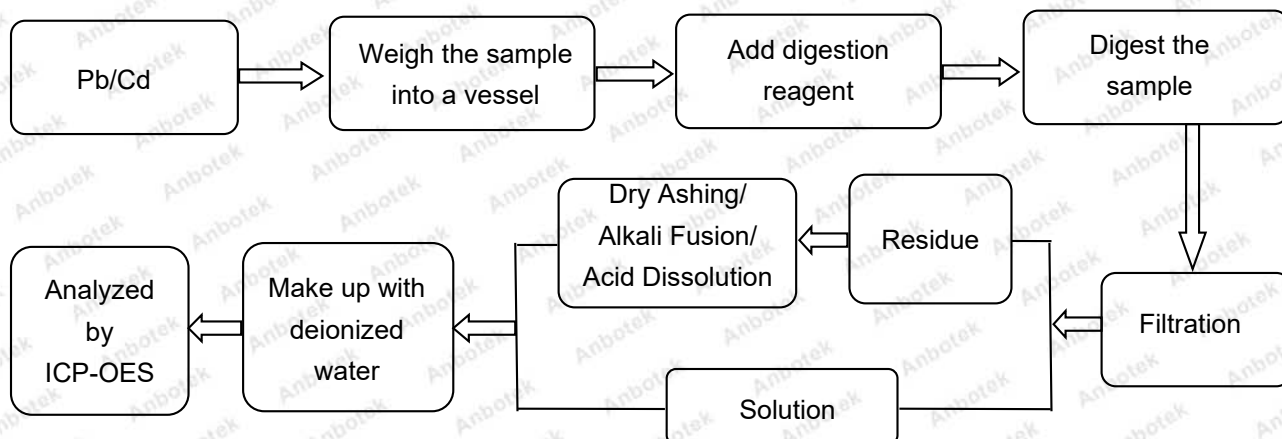 Pb/Cd
Weigh the sample
into a vessel
Add digestion
reagent
Digest the
sample
Filtration
Residue
Dry Ashing/
Alkali Fusion/
Acid Dissolution
Solution
Make up with
deionized
water
Analyzed
by
ICP-OES
Anbotek